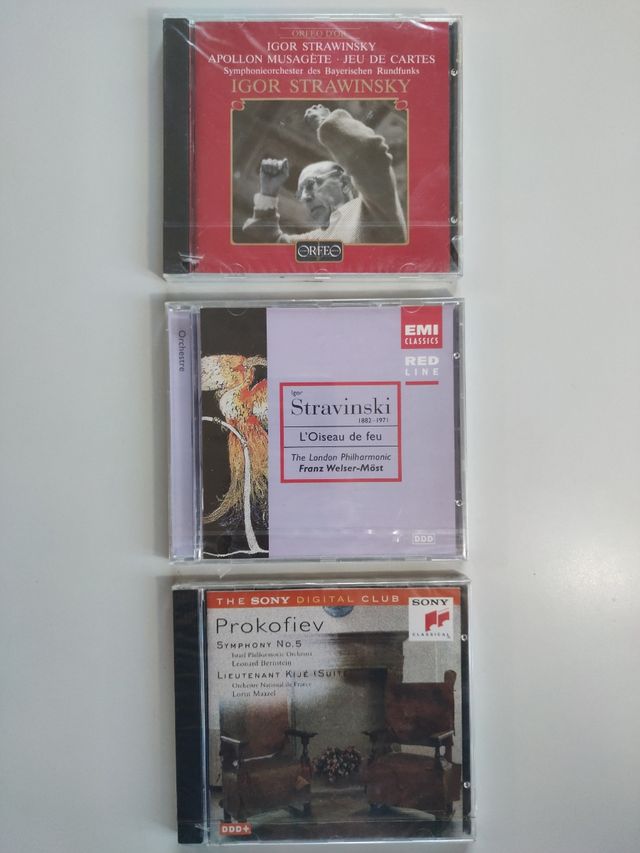 ORFEO D'OR
IGOR STRAWINSKY
APOLLON MUSAGÈTE · JEU DE CARTES
Symphonieorchester des Bayerischen Rundfunks
IGOR STRAWINSKY
ORFEO
Orchestre
EMI
CLASSICS
RED
LINE
Igor
Stravinski
1882-1971
L'Oiseau de feu
The London Philharmonic
Franz Welser-Möst
DDD
THE SONY DIGITAL CLUB
SONY
CLASSICAL
Prokofiev
SYMPHONY NO.5
Israel Philharmonic Orchestra
Leonard Bernstein
LIEUTENANT KIJÉ (SUITE
Orchestre National de France
Lorin Maazel
DDD+